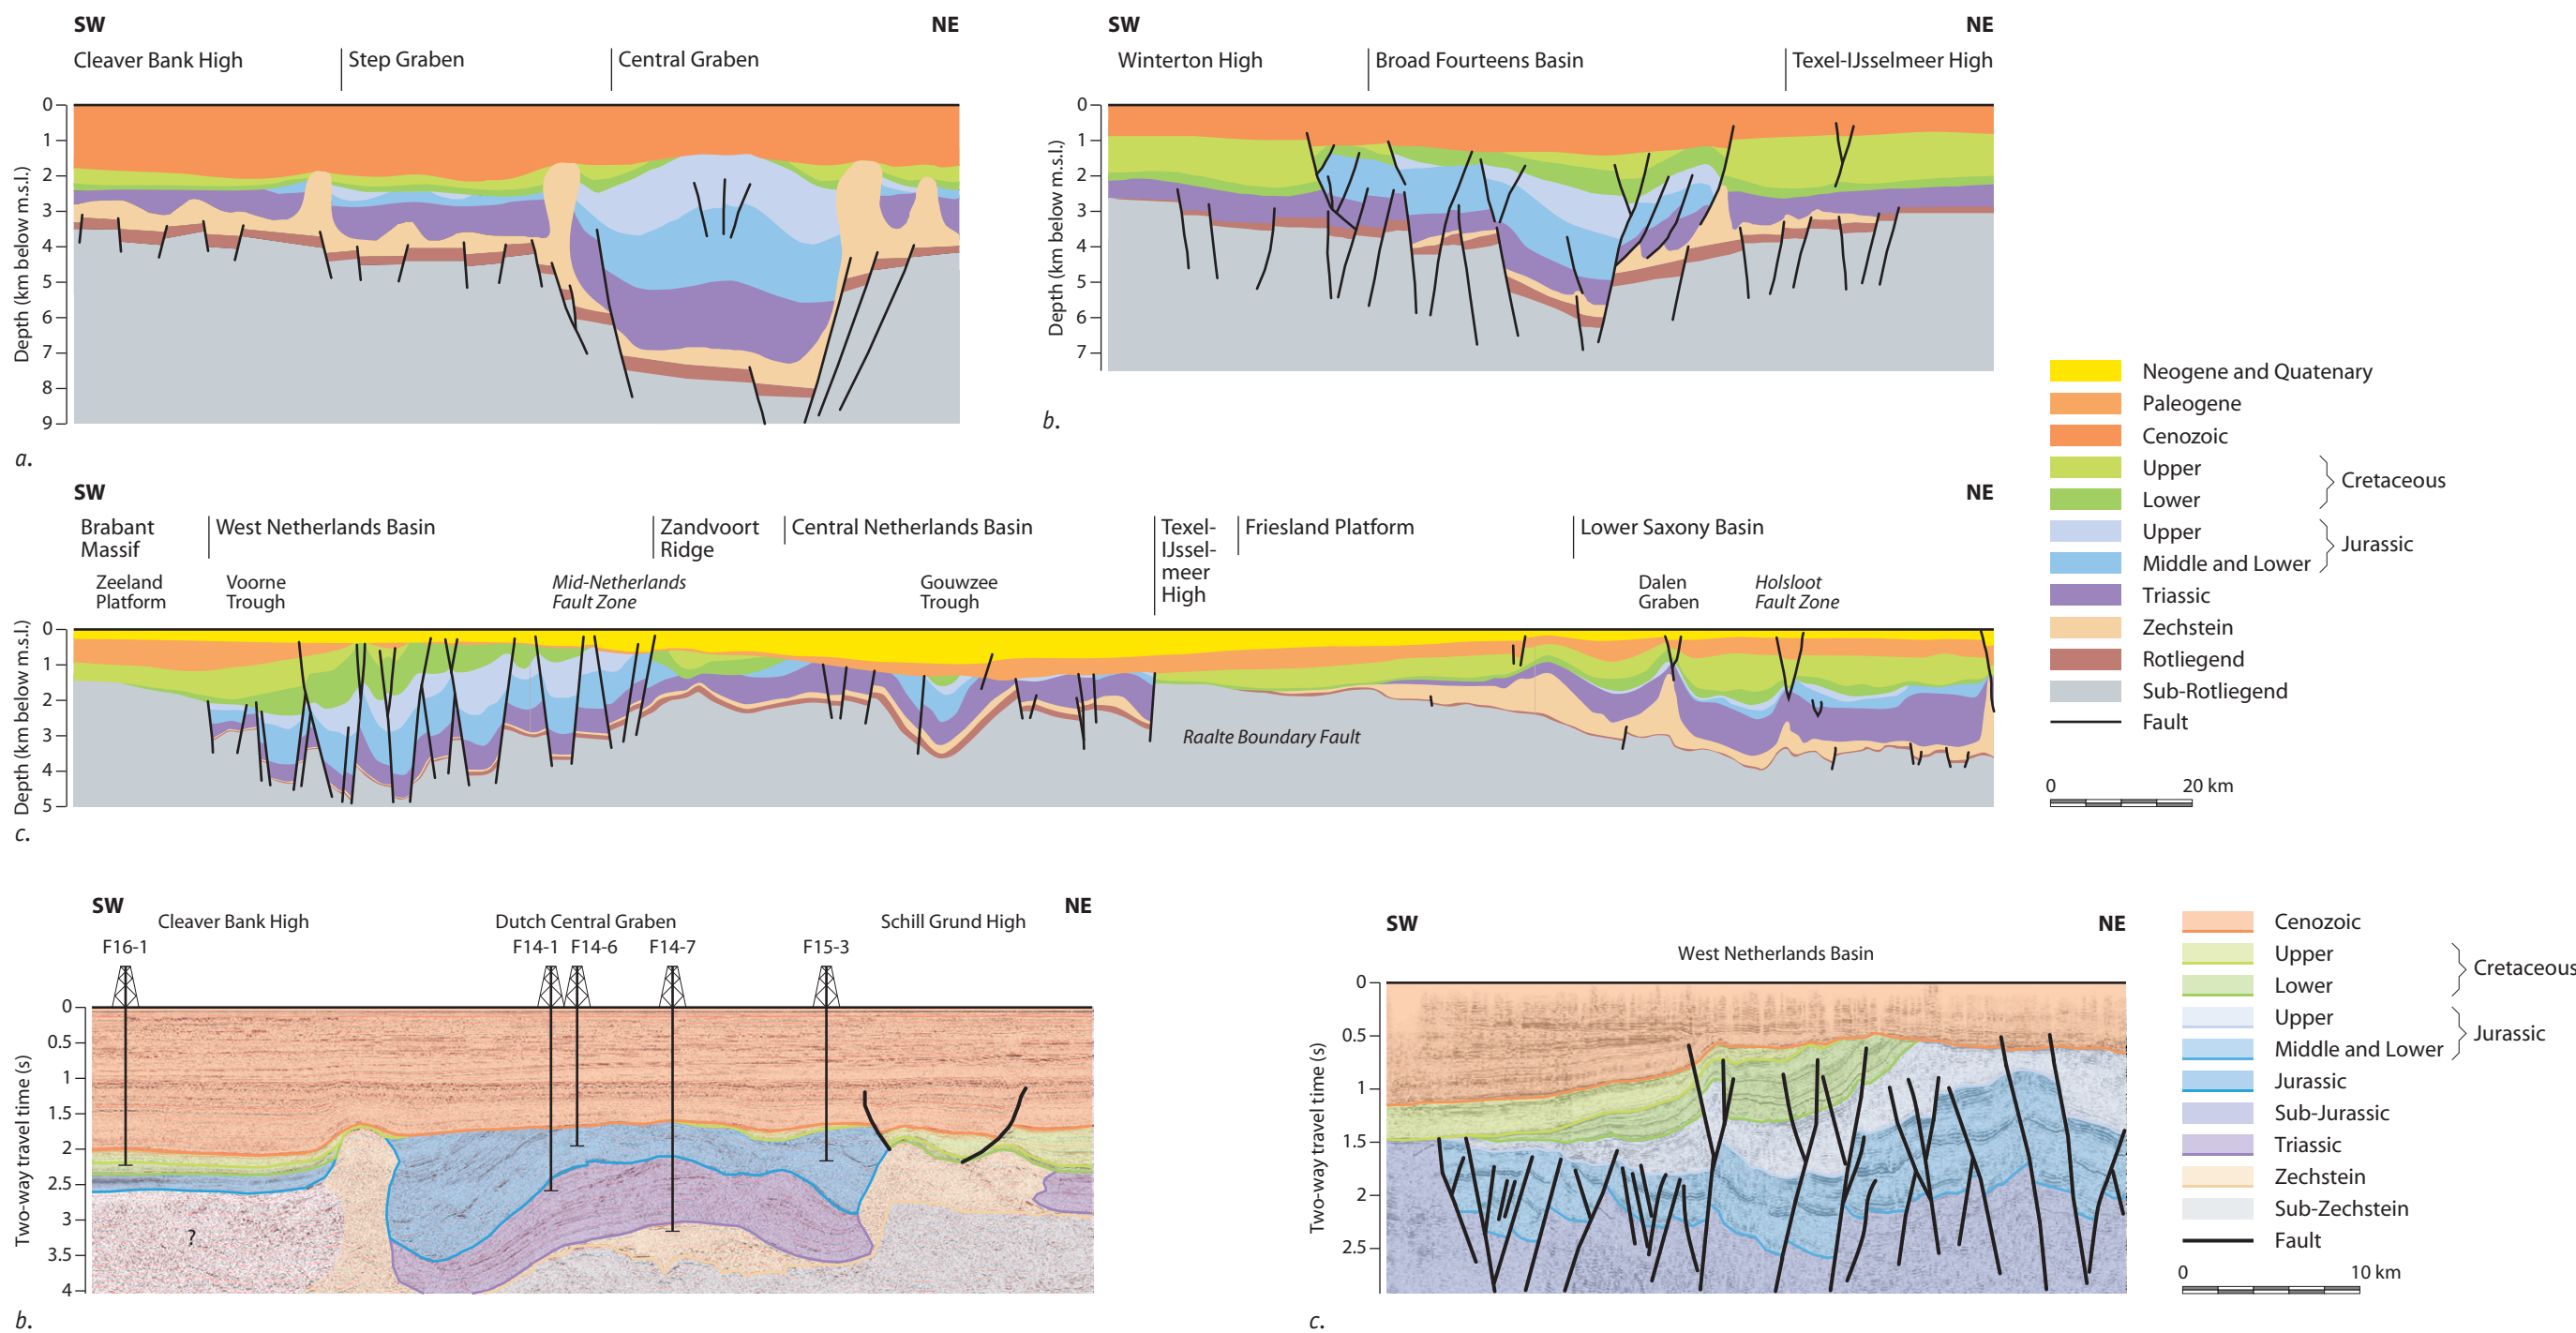 SW NE
Cleaver Bank High Step Graben Central Graben
0
1
2
3
4
5
6
7
8
9
Depth (km below m.s.l.)
a.
SW NE
Winterton High Broad Fourteens Basin Texel-IJsselmeer High
0
1
2
3
4
5
6
7
Depth (km below m.s.l.)
b.
SW NE
Brabant
Massif
West Netherlands Basin
Zandvoort
Ridge
Central Netherlands Basin
Texel-
IJssel-
meer
High
Friesland Platform
Lower Saxony Basin
Zeeland
Platform
Voorne
Trough
Mid-Netherlands
Fault Zone
Gouwzee
Trough
Dalen
Graben
Holsloot
Fault Zone
0
1
2
3
4
5
Depth (km below m.s.l.)
Raalte Boundary Fault
c.
Neogene and Quatenary
Paleogene
Cenozoic
Upper
Lower
Cretaceous
Upper
Middle and Lower
Jurassic
Triassic
Zechstein
Rotliegend
Sub-Rotliegend
Fault
0 20 km
SW NE
Cleaver Bank High Dutch Central Graben Schill Grund High
F16-1 F14-1 F14-6 F14-7 F15-3
0
0.5
1
1.5
2
2.5
3
3.5
4
Two-way travel time (s)
?
b.
SW NE
West Netherlands Basin
0
0.5
1
1.5
2
2.5
Two-way travel time (s)
c.
Cenozoic
Upper
Lower
Cretaceous
Upper
Middle and Lower
Jurassic
Jurassic
Sub-Jurassic
Triassic
Zechstein
Sub-Zechstein
Fault
0 10 km